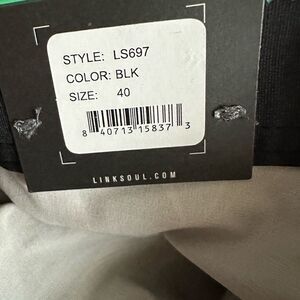 STYLE: LS697
COLOR: BLK
SIZE: 40
8 40713 15837 3
LINKSOUL.COM